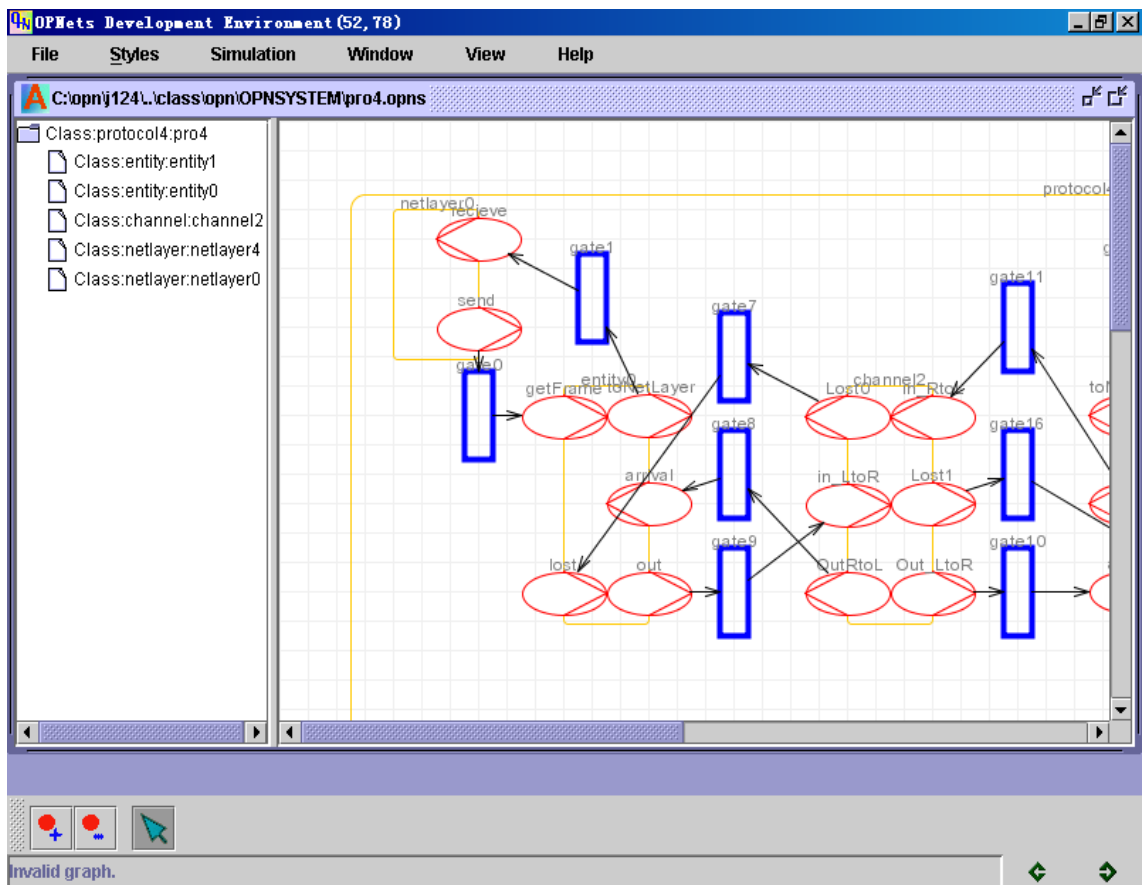 OPNets Development Environment(52,78)
File Styles Simulation Window View Help
C:\opn\j124\..\class\opn\OPNSYSTEM\pro4.opns
Class:protocol4:pro4
Class:entity:entity1
Class:entity:entity0
Class:channel:channel2
Class:netlayer:netlayer4
Class:netlayer:netlayer0
netlayer0
recieve
gate1
send
gate0
gate7
gate11
entity0
channel2
getFrame
toNetLayer
Lost0
gate8
gate16
arrival
in_LtoR
Lost1
gate9
gate10
lost
out
OutRtoL
Out_LtoR
Invalid graph.